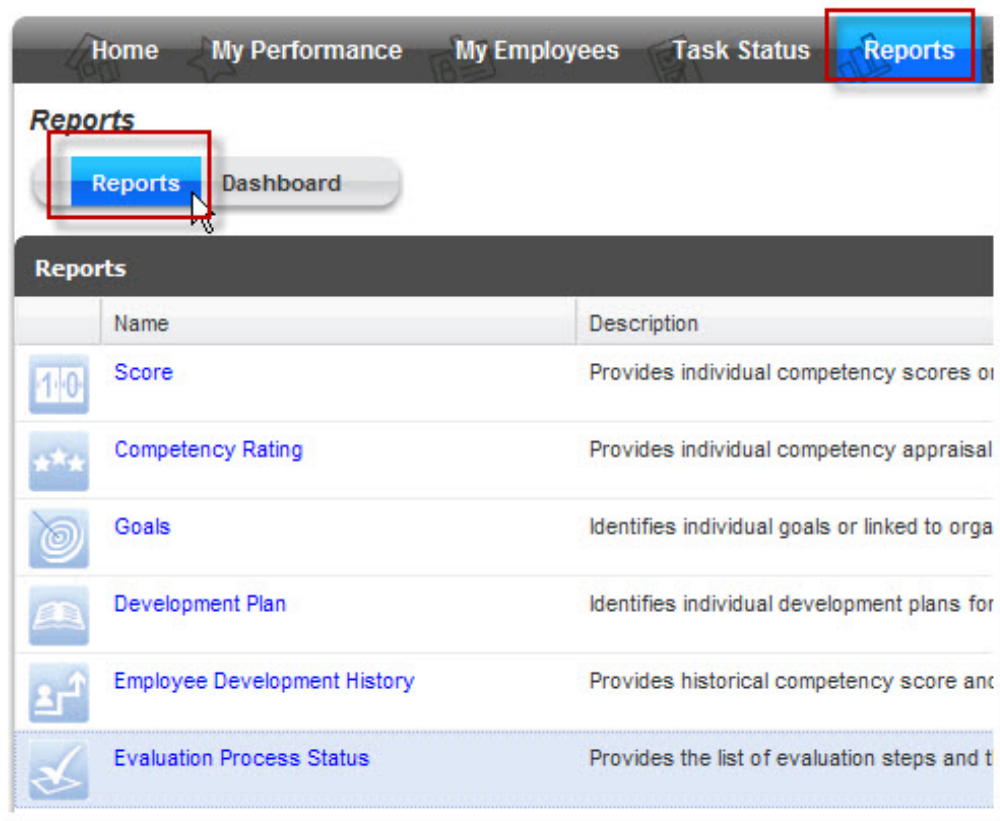 Home My Performance My Employees Task Status Reports
Reports
Reports Dashboard
Reports
Name Description
1 0 Score Provides individual competency scores or
Competency Rating Provides individual competency appraisal
Goals Identifies individual goals or linked to orga
Development Plan Identifies individual development plans for
Employee Development History Provides historical competency score and
Evaluation Process Status Provides the list of evaluation steps and t